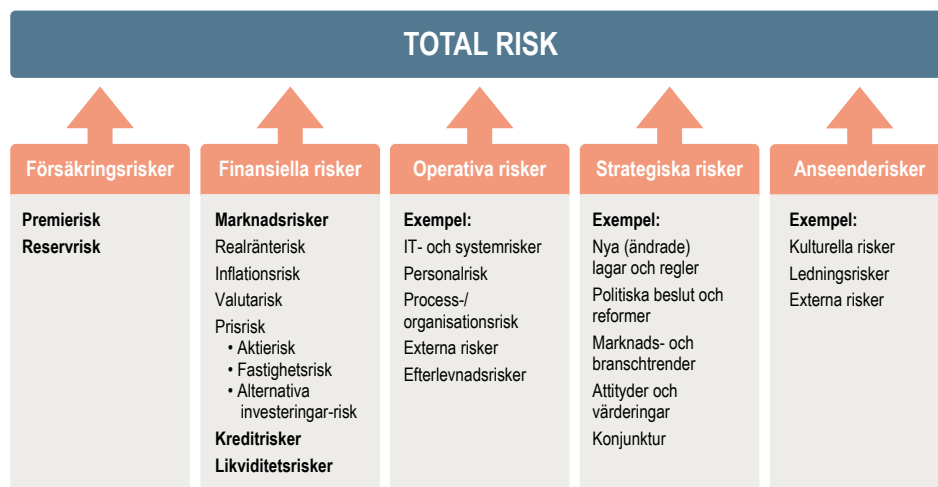 TOTAL RISK
Försäkringsrisker
Premierisk
Reservrisk
Finansiella risker
Marknadsrisker
Realränterisk
Inflationsrisk
Valutarisk
Prisrisk
• Aktierisk
• Fastighetsrisk
• Alternativa
investeringar-risk
Kreditrisker
Likviditetsrisker
Operativa risker
Exempel:
IT- och systemrisker
Personalrisk
Process-/
organisationsrisk
Externa risker
Efterlevnadsrisker
Strategiska risker
Exempel:
Nya (ändrade)
lagar och regler
Politiska beslut och
reformer
Marknads- och
branschtrender
Attityder och
värderingar
Konjunktur
Anseenderisker
Exempel:
Kulturella risker
Ledningsrisker
Externa risker